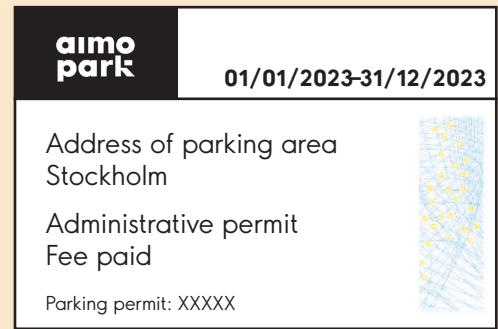 aimo
park
01/01/2023–31/12/2023
Address of parking area
Stockholm
Administrative permit
Fee paid
Parking permit: XXXXX